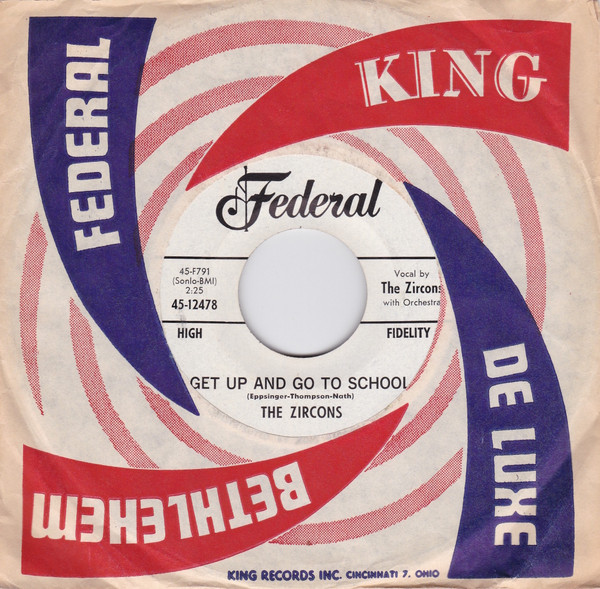 FEDERAL
KING
Federal
45-F791
(Sonlo-BMI)
2:25
45-12478
Vocal by
The Zircons
with Orchestra
HIGH FIDELITY
GET UP AND GO TO SCHOOL
(Eppsinger-Thompson-Nath)
THE ZIRCONS
DE LUXE
BETHLEHEM
KING RECORDS INC. CINCINNATI 7, OHIO